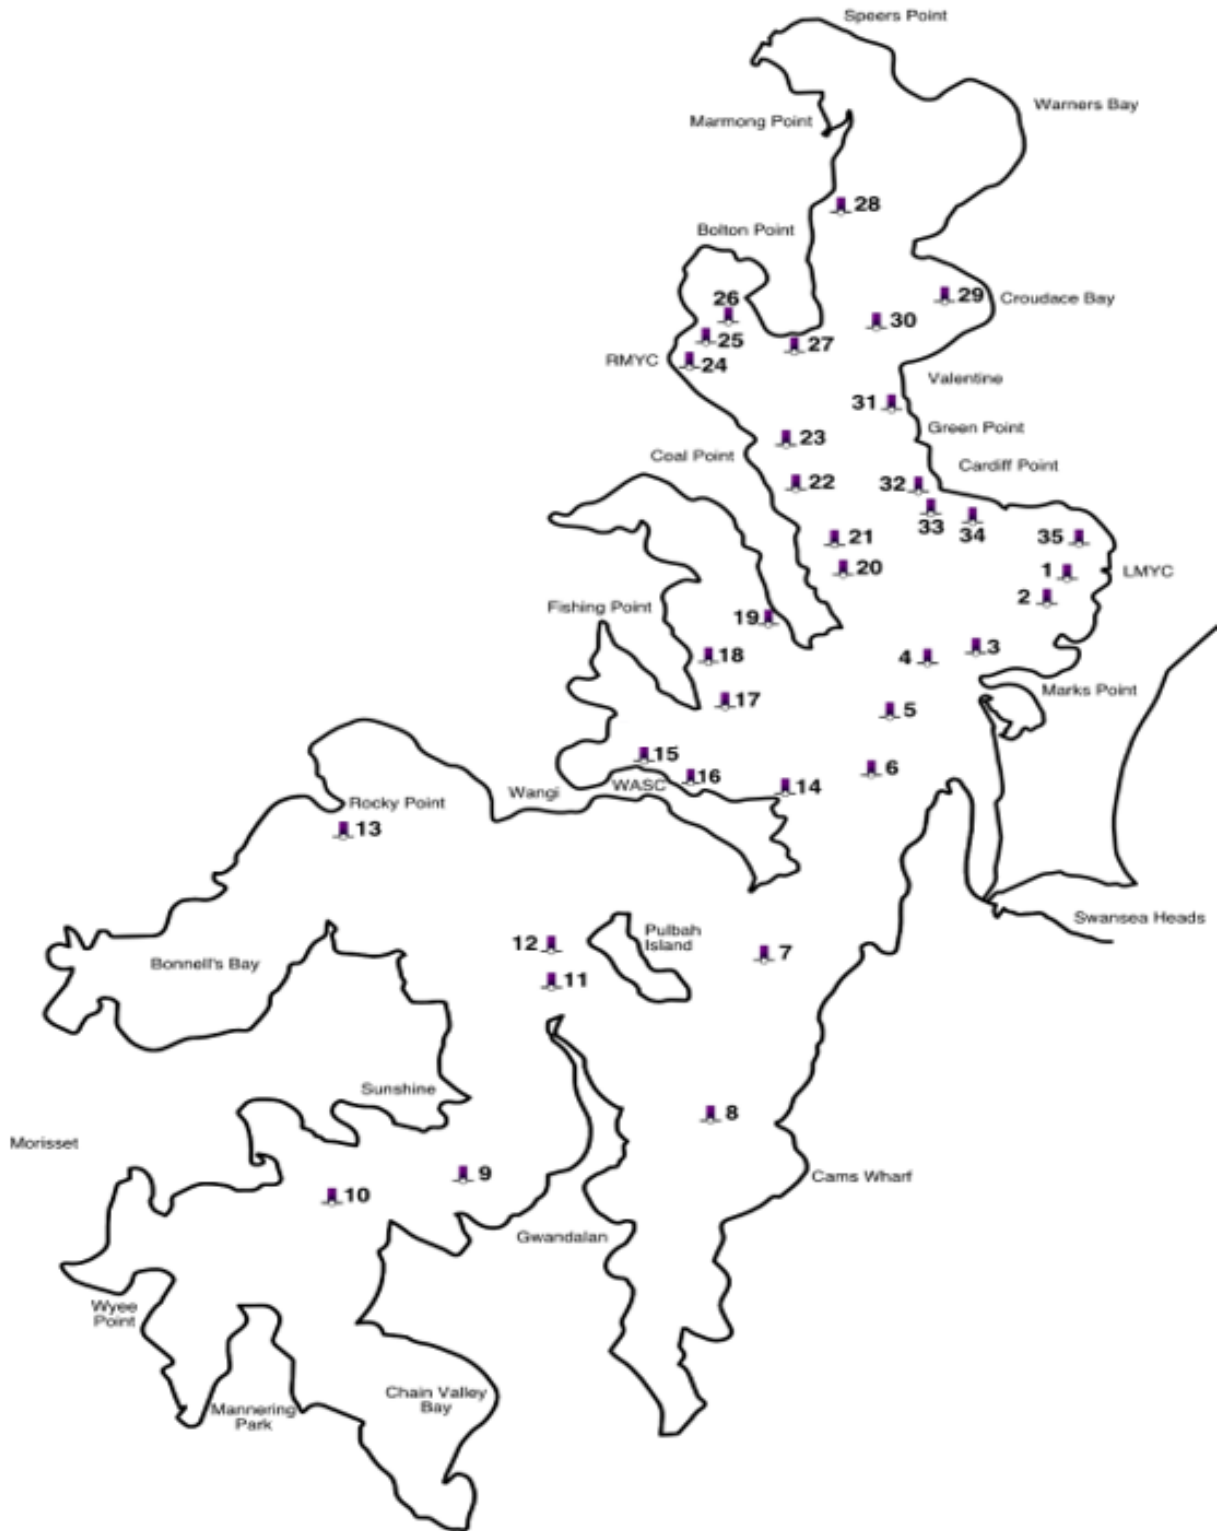 Speers Point
Warners Bay
Marmong Point
28
Bolton Point
29
Croudace Bay
26
30
25
27
RMYC
24
Valentine
31
Green Point
23
Coal Point
Cardiff Point
22
32
33
34
35
21
20
1
LMYC
2
Fishing Point
19
3
18
4
Marks Point
17
5
15
6
16
WASC
14
Wangi
Rocky Point
13
Swansea Heads
Pulbah
Island
12
7
Bonnell's Bay
11
Sunshine
8
Morisset
9
Cams Wharf
10
Gwandalan
Wyee
Point
Chain Valley
Bay
Mannering
Park